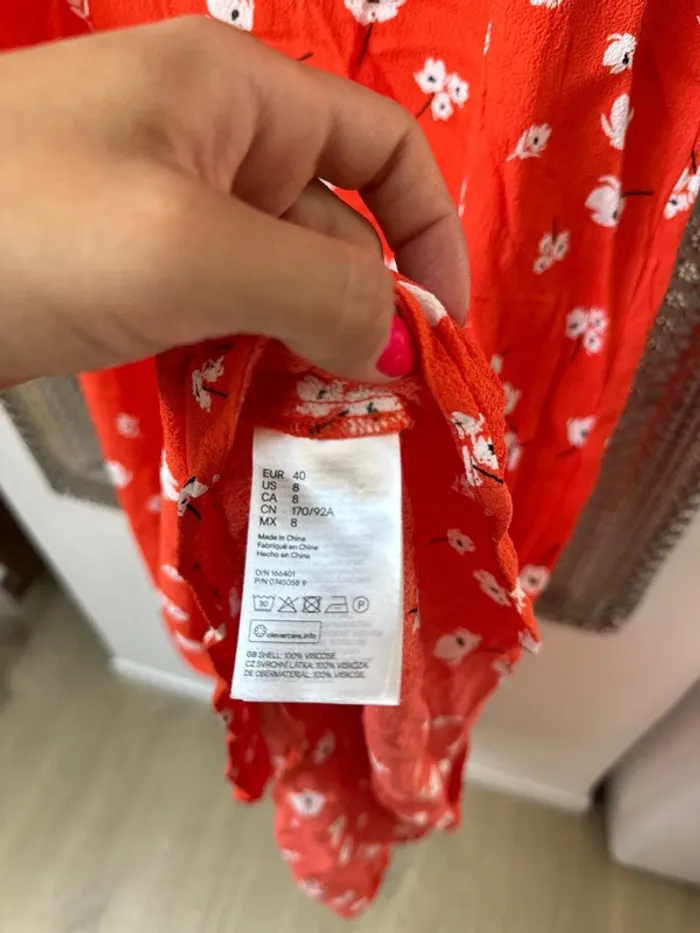 EUR 40
US 8
CA 8
CN 170/92A
MX 8
Made in China
Fabriqué en Chine
Hecho en China
O/N 166401
P/N 0745058 9
30
P
clevercare.info
GB SHELL: 100% VISCOSE.
CZ SVRCHNÍ LÁTKA: 100% VISKÓZA.
DE OBERMATERIAL: 100% VISKOSE.